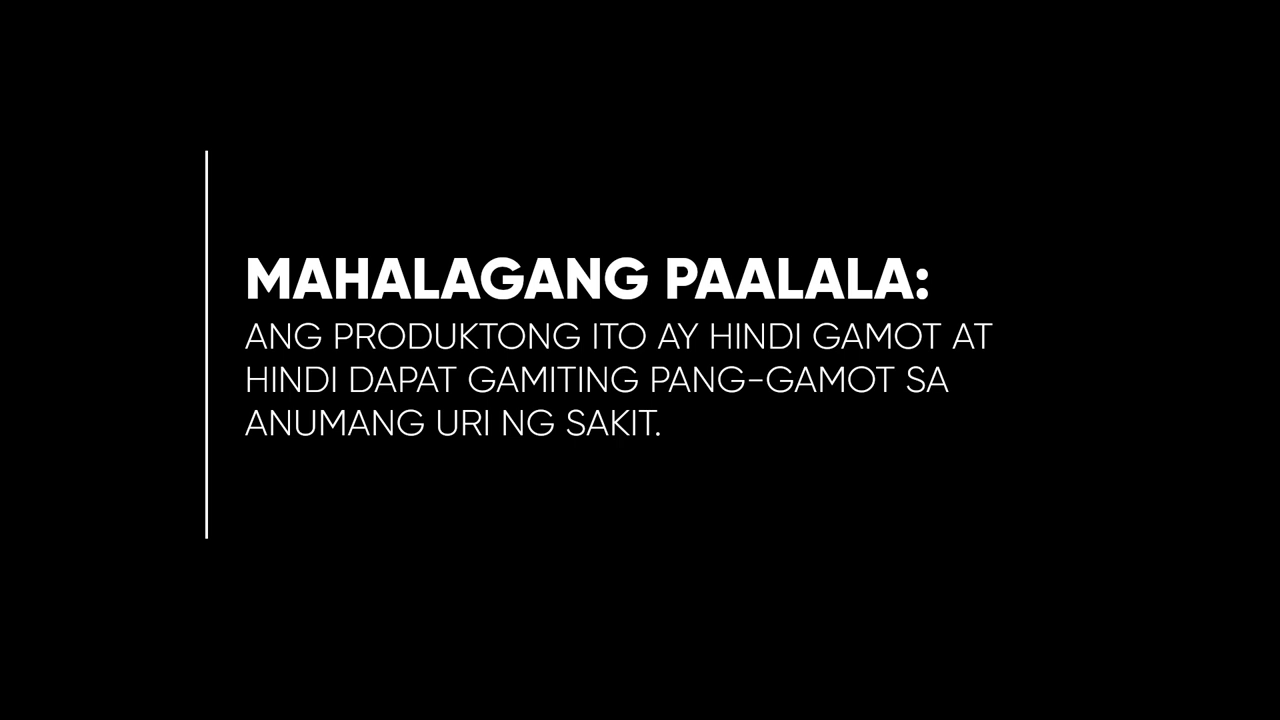 MAHALAGANG PAALALA:
ANG PRODUKTONG ITO AY HINDI GAMOT AT
HINDI DAPAT GAMITING PANG-GAMOT SA
ANUMANG URI NG SAKIT.